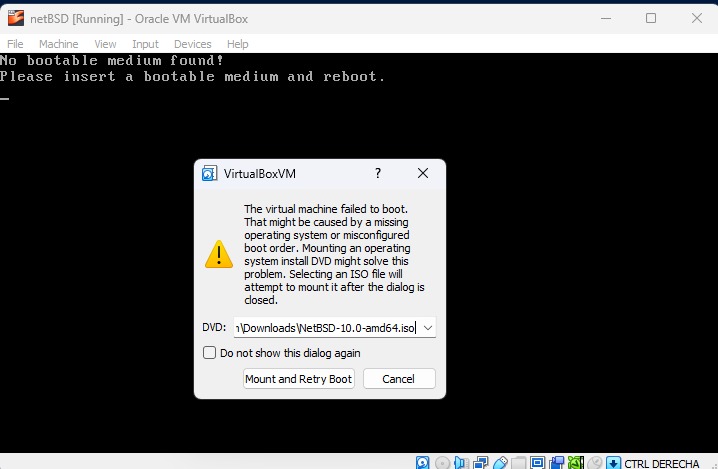 netBSD [Running] - Oracle VM VirtualBox
File Machine View Input Devices Help
No bootable medium found!
Please insert a bootable medium and reboot.
VirtualBoxVM ?
The virtual machine failed to boot.
That might be caused by a missing
operating system or misconfigured
boot order. Mounting an operating
system install DVD might solve this
problem. Selecting an ISO file will
attempt to mount it after the dialog is
closed.
DVD: \Downloads\NetBSD-10.0-amd64.iso
Do not show this dialog again
Mount and Retry Boot Cancel
CTRL DERECHA